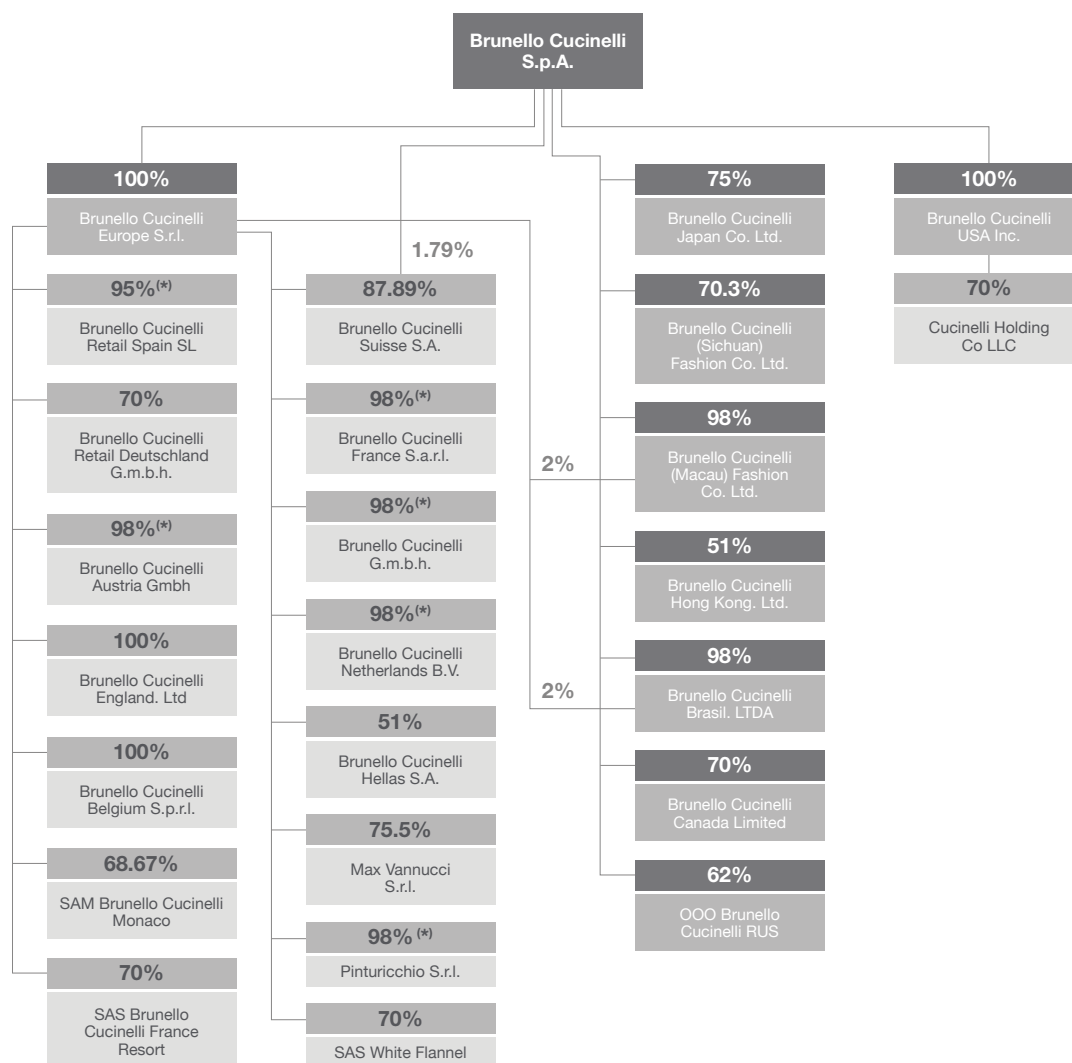 Brunello Cucinelli
S.p.A.
100%
Brunello Cucinelli
Europe S.r.l.
95%(*)
Brunello Cucinelli
Retail Spain SL
70%
Brunello Cucinelli
Retail Deutschland
G.m.b.h.
98%(*)
Brunello Cucinelli
Austria Gmbh
100%
Brunello Cucinelli
England. Ltd
100%
Brunello Cucinelli
Belgium S.p.r.l.
68.67%
SAM Brunello Cucinelli
Monaco
70%
SAS Brunello
Cucinelli France
Resort
1.79%
87.89%
Brunello Cucinelli
Suisse S.A.
98%(*)
Brunello Cucinelli
France S.a.r.l.
98%(*)
Brunello Cucinelli
G.m.b.h.
98%(*)
Brunello Cucinelli
Netherlands B.V.
51%
Brunello Cucinelli
Hellas S.A.
75.5%
Max Vannucci
S.r.l.
98% (*)
Pinturicchio S.r.l.
70%
SAS White Flannel
2%
2%
75%
Brunello Cucinelli
Japan Co. Ltd.
70.3%
Brunello Cucinelli
(Sichuan)
Fashion Co. Ltd.
98%
Brunello Cucinelli
(Macau) Fashion
Co. Ltd.
51%
Brunello Cucinelli
Hong Kong. Ltd.
98%
Brunello Cucinelli
Brasil. LTDA
70%
Brunello Cucinelli
Canada Limited
62%
OOO Brunello
Cucinelli RUS
100%
Brunello Cucinelli
USA Inc.
70%
Cucinelli Holding
Co LLC